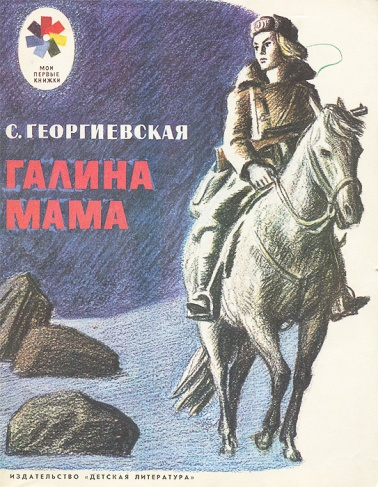 МОИ
ПЕРВЫЕ
КНИЖКИ
С. ГЕОРГИЕВСКАЯ
ГАЛИНА
МАМА
ИЗДАТЕЛЬСТВО «ДЕТСКАЯ ЛИТЕРАТУРА»